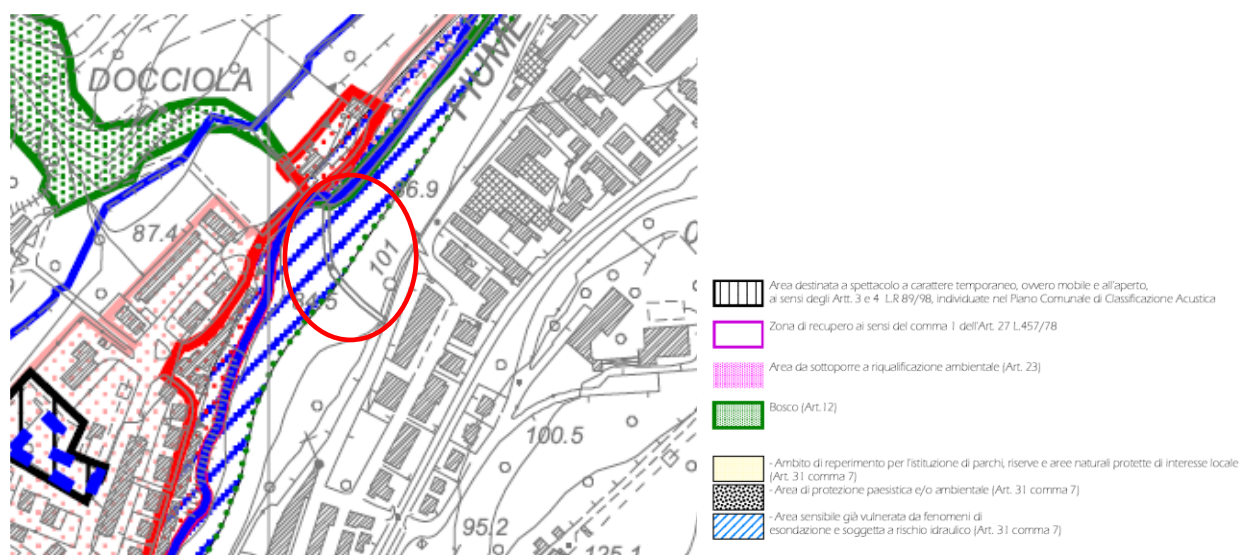 DOCCIOLA
FIUME
87.4
86.9
101
84.5
100.5
95.2
125.1
Area destinata a spettacolo a carattere temporaneo, ovvero mobile e all'aperto,
ai sensi degli Artt. 3 e 4 L.R 89/98, individuate nel Piano Comunale di Classificazione Acustica
Zona di recupero ai sensi del comma 1 dell'Art. 27 L.457/78
Area da sottoporre a riqualificazione ambientale (Art. 23)
Bosco (Art.12)
- Ambito di reperimento per l'istituzione di parchi, riserve e aree naturali protette di interesse locale
(Art. 31 comma 7)
- Area di protezione paesistica e/o ambientale (Art. 31 comma 7)
- Area sensibile già vulnerata da fenomeni di
esondazione e soggetta a rischio idraulico (Art. 31 comma 7)